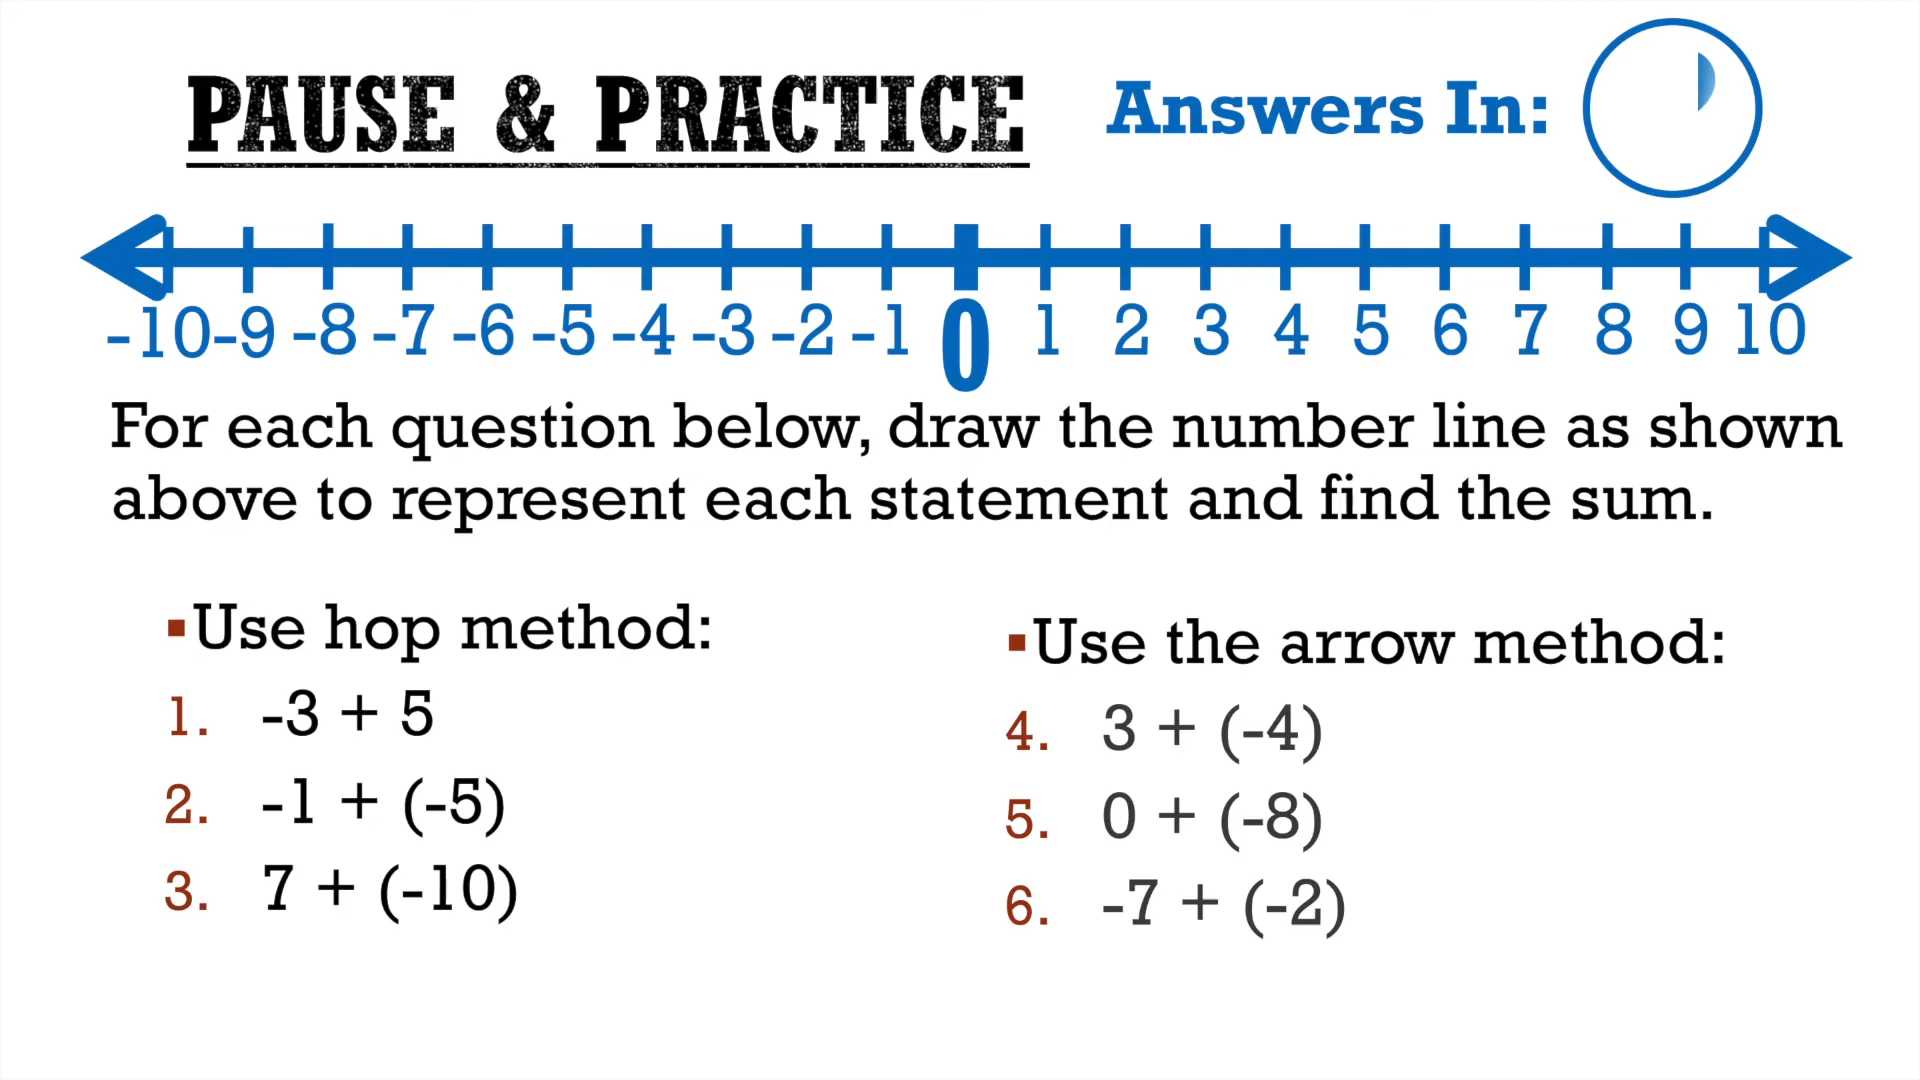 PAUSE & PRACTICE
Answers In:
-10 -9 -8 -7 -6 -5 -4 -3 -2 -1 0 1 2 3 4 5 6 7 8 9 10
For each question below, draw the number line as shown
above to represent each statement and find the sum.
▪Use hop method:
1. -3 + 5
2. -1 + (-5)
3. 7 + (-10)
▪Use the arrow method:
4. 3 + (-4)
5. 0 + (-8)
6. -7 + (-2)